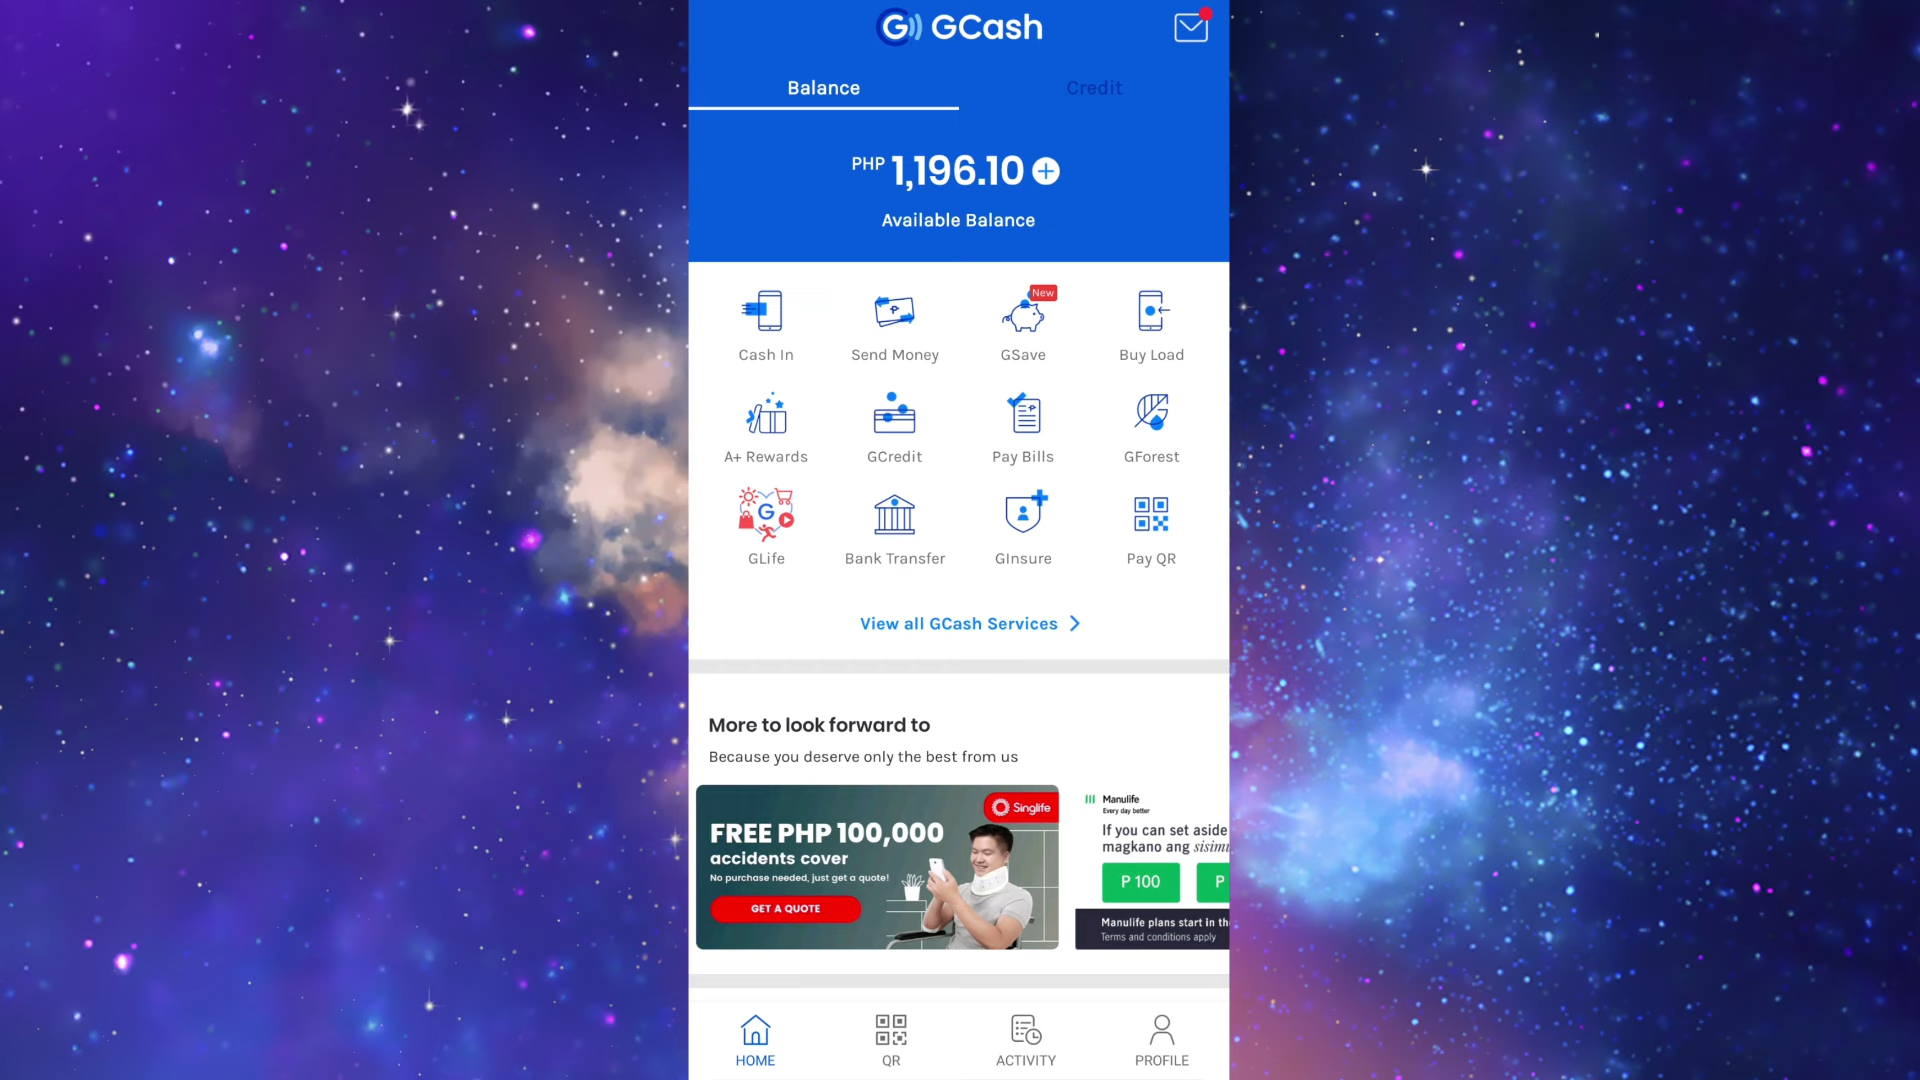 GCash
Balance
Credit
PHP 1,196.10
Available Balance
New
Cash In
Send Money
GSave
Buy Load
A+ Rewards
GCredit
Pay Bills
GForest
G
GLife
Bank Transfer
GInsure
Pay QR
View all GCash Services
More to look forward to
Because you deserve only the best from us
Singlife
FREE PHP 100,000
accidents cover
No purchase needed, just get a quote!
GET A QUOTE
Manulife
Every day better
If you can set aside
magkano ang
P 100
P
Manulife plans start in
Terms and conditions apply
HOME
QR
ACTIVITY
PROFILE